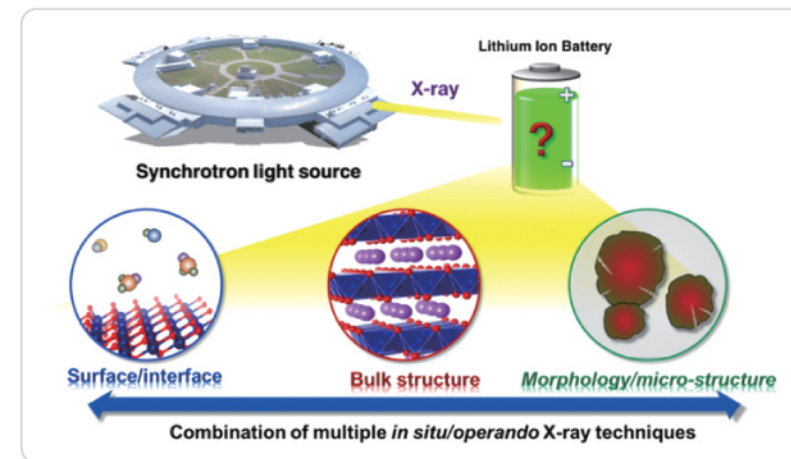 Lithium Ion Battery
X-ray
+
?
-
Synchrotron light source
Surface/interface
Bulk structure
Morphology/micro-structure
Combination of multiple in situ/operando X-ray techniques